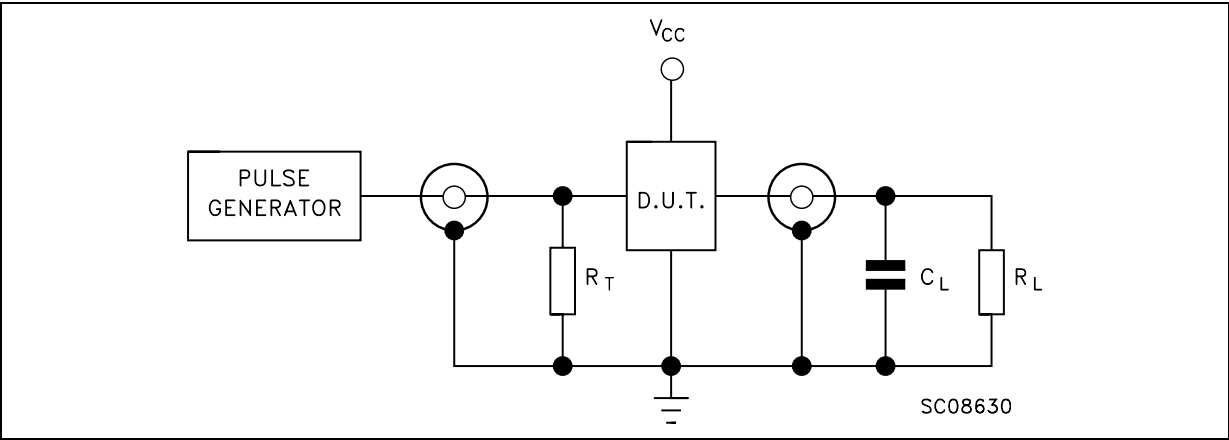 VCC
PULSE
GENERATOR
D.U.T.
RT
CL
RL
SC08630